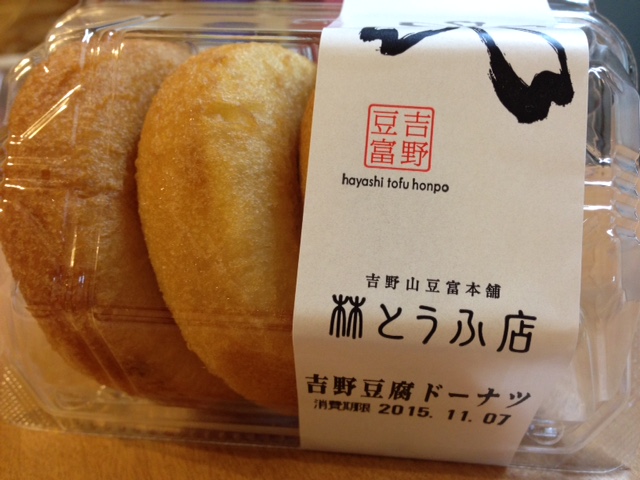 吉野
豆富
hayashi tofu honpo
吉野山豆富本舗
林とうふ店
吉野豆腐ドーナツ
消費期限 2015. 11. 07